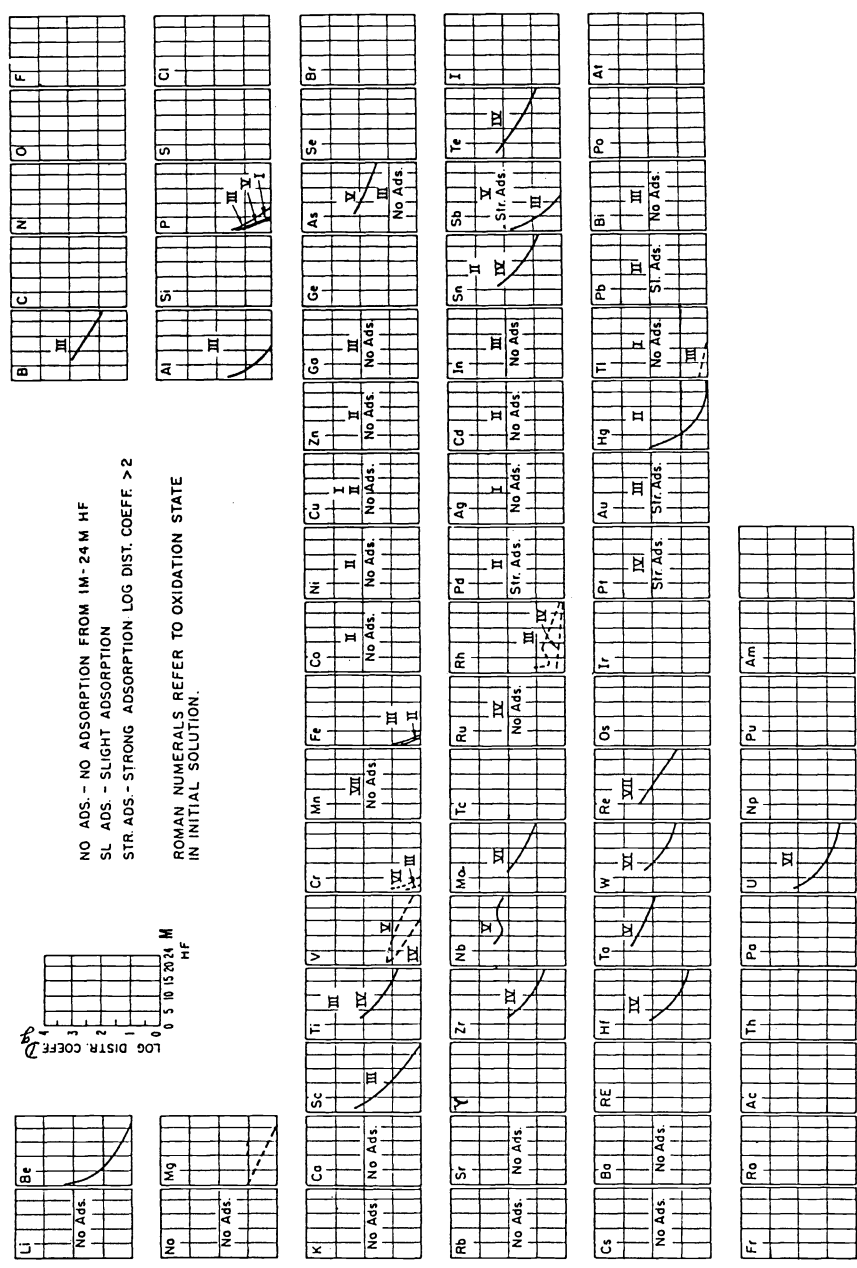 NO ADS. - NO ADSORPTION FROM 1M - 24 M HF
SL ADS. - SLIGHT ADSORPTION
STR. ADS. - STRONG ADSORPTION - LOG DIST. COEFF. >2
ROMAN NUMERALS REFER TO OXIDATION STATE
IN INITIAL SOLUTION.
LOG DISTR. COEFF. Dg
4
3
2
1
0
0 5 10 15 20 24 M
HF
Li
No Ads.
Be
B
III
C
N
O
F
Na
No Ads.
Mg
Al
III
Si
P
III
V
I
S
Cl
K
No Ads.
Ca
No Ads.
Sc
III
Ti
III
IV
V
V
IV
Cr
VI
III
Mn
VII
No Ads.
Fe
III
II
Co
II
No Ads.
Ni
II
No Ads.
Cu
I
II
No Ads.
Zn
II
No Ads.
Ga
III
No Ads.
Ge
As
V
III
No Ads.
Se
Br
Rb
No Ads.
Sr
No Ads.
Y
Zr
IV
Nb
V
Mo
VI
Tc
Ru
IV
No Ads.
Rh
III
IV
Pd
II
Str. Ads.
Ag
I
No Ads.
Cd
II
No Ads.
In
III
No Ads.
Sn
II
IV
Sb
V
Str. Ads.
III
Te
IV
I
Cs
No Ads.
Ba
No Ads.
RE
Hf
IV
Ta
V
W
VI
Re
VII
Os
Ir
Pt
IV
Str. Ads.
Au
III
Str. Ads.
Hg
II
Tl
I
No Ads.
III
Pb
II
Sl. Ads.
Bi
III
No Ads.
Po
At
Fr
Ra
Ac
Th
Pa
U
VI
Np
Pu
Am